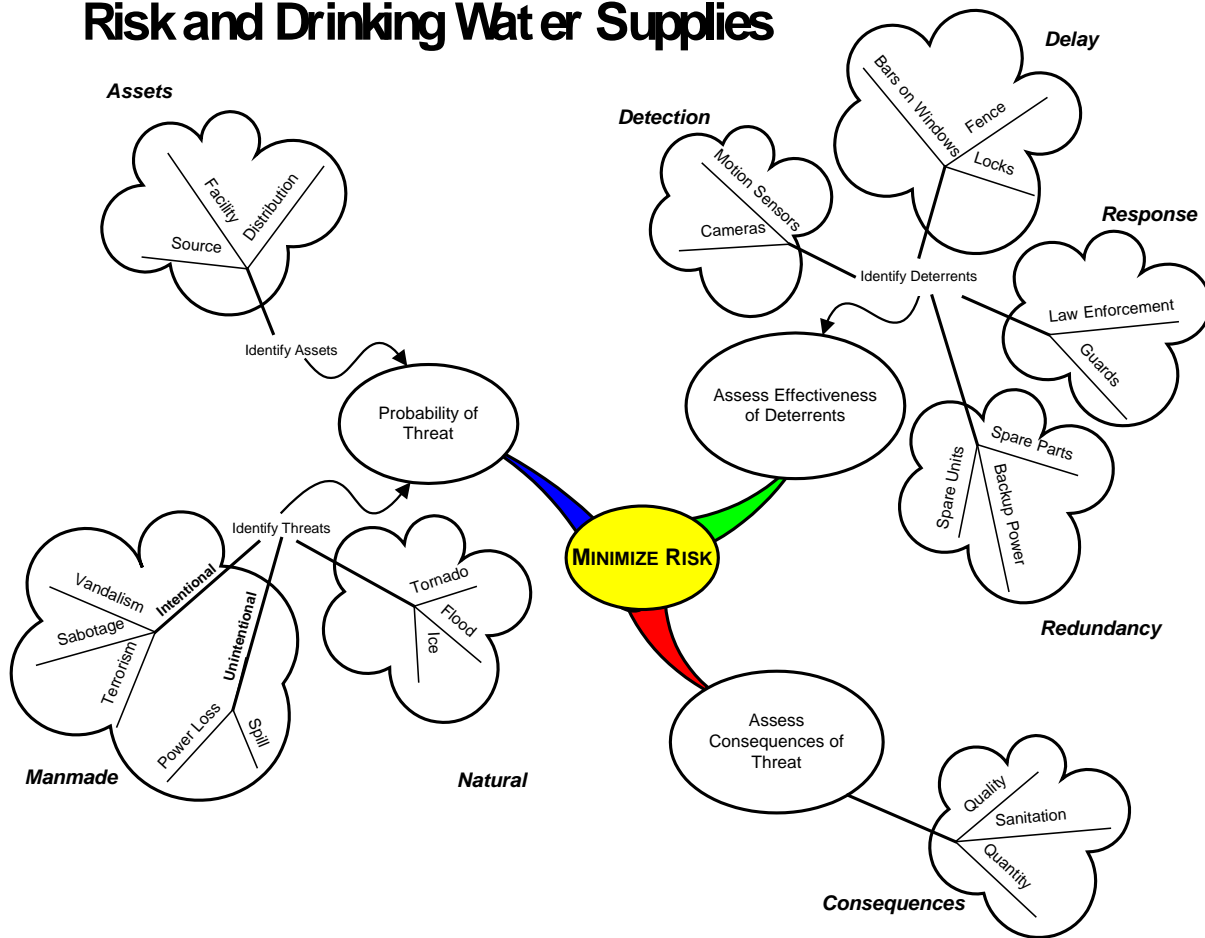 Risk and Drinking Water Supplies
Assets
Facility
Distribution
Source
Identify Assets
Detection
Motion Sensors
Cameras
Delay
Bars on Windows
Fence
Locks
Response
Law Enforcement
Guards
Identify Deterrents
Spare Parts
Spare Units
Backup Power
Redundancy
Probability of
Threat
Assess Effectiveness
of Deterrents
MINIMIZE RISK
Identify Threats
Intentional
Vandalism
Sabotage
Terrorism
Unintentional
Power Loss
Spill
Manmade
Tornado
Flood
Ice
Natural
Assess
Consequences of
Threat
Quality
Sanitation
Quantity
Consequences